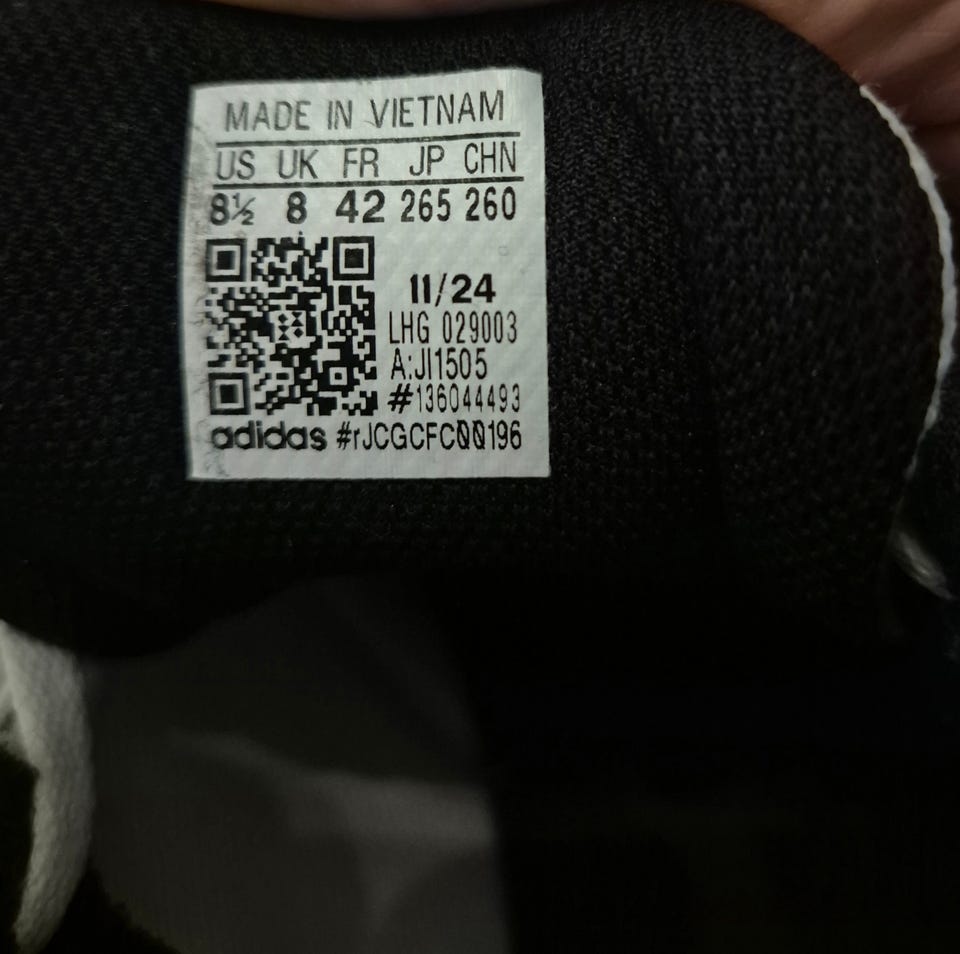 MADE IN VIETNAM
US UK FR JP CHN
8½ 8 42 265 260
11/24
LHG 029003
A:JI1505
#136044493
adidas #rJCGCFC00196